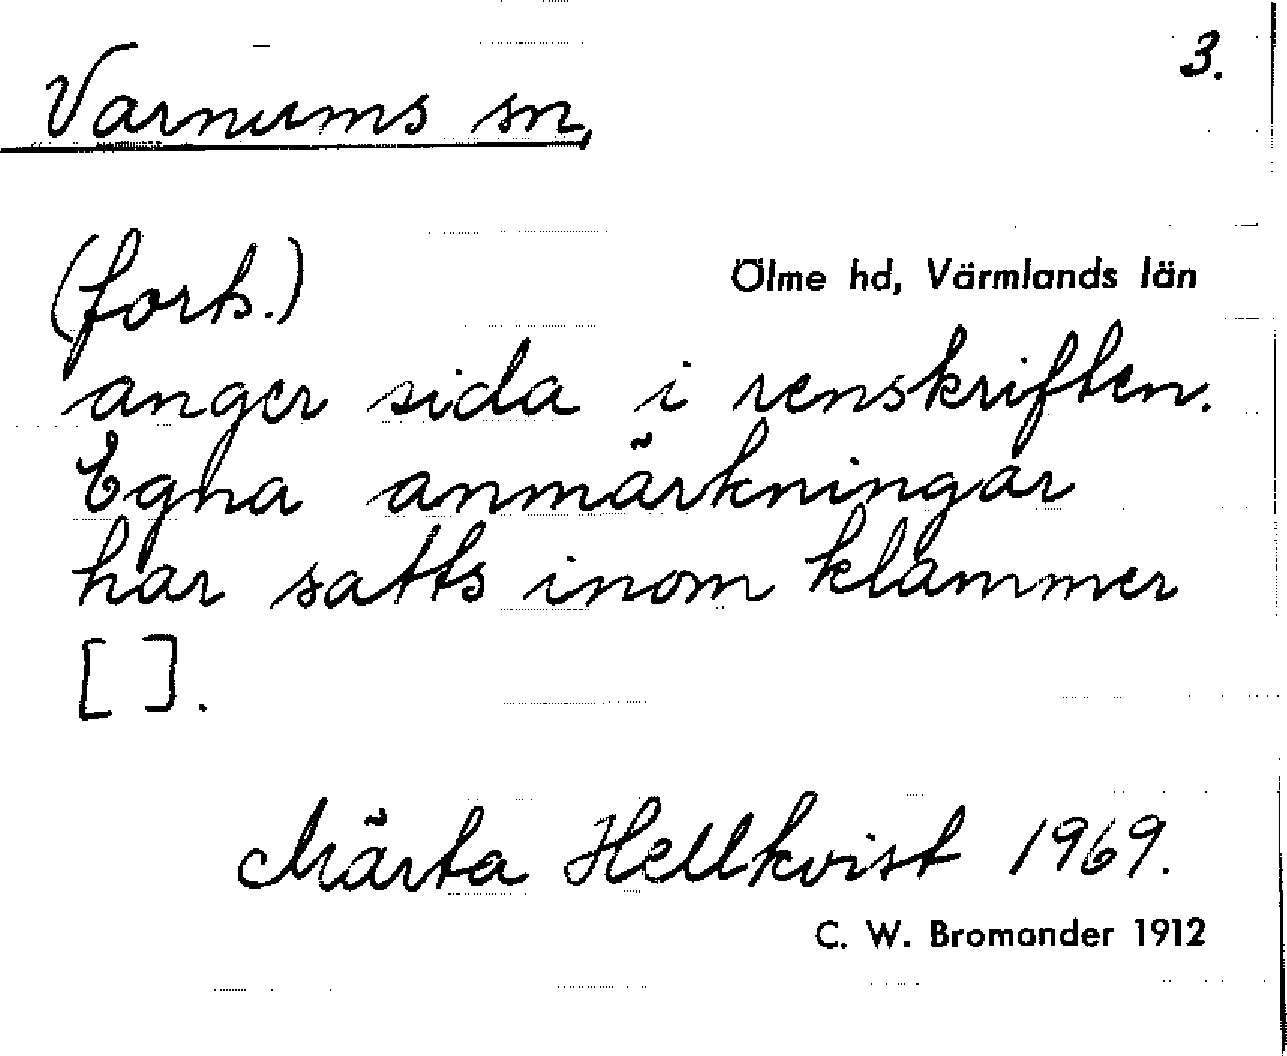 3.
Varnums sn,
(forts.)
Ölme hd, Värmlands län
anger sida i renskriften.
Egna anmärkningar
har satts inom klammer
[ ].
Märta Hellkvist 1969.
C. W. Bromander 1912